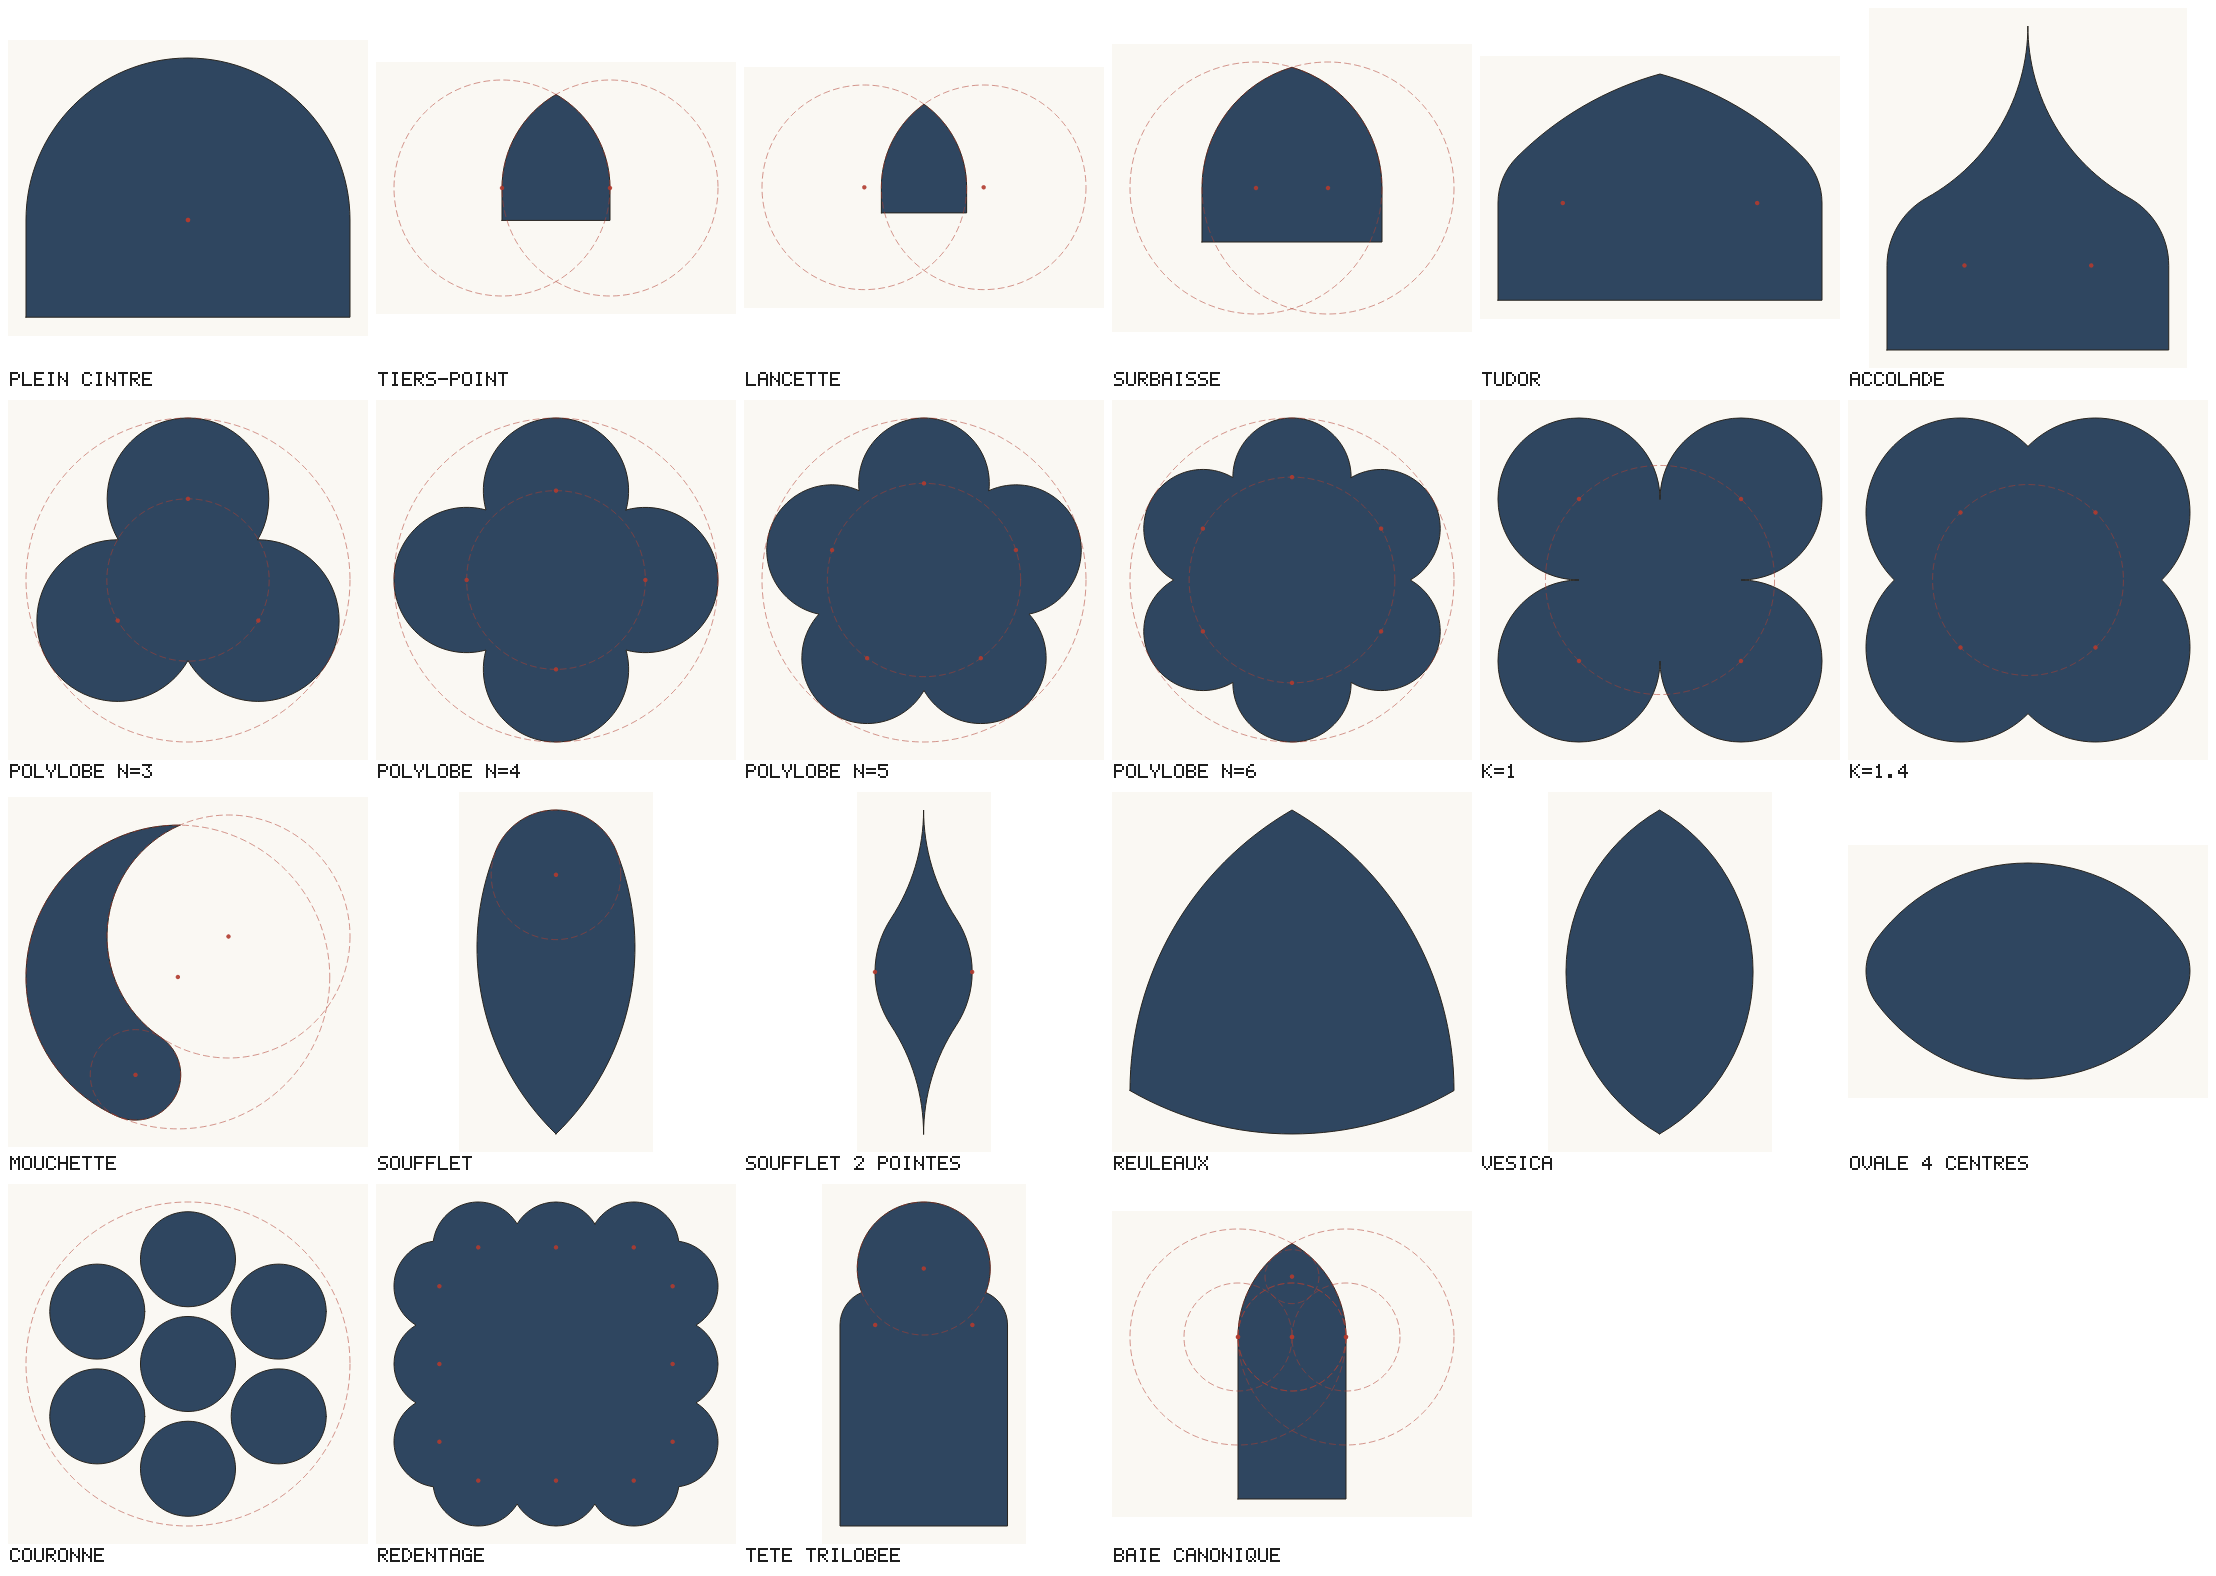 PLEIN CINTRE
TIERS-POINT
LANCETTE
SURBAISSE
TUDOR
ACCOLADE
POLYLOBE N=3
POLYLOBE N=4
POLYLOBE N=5
POLYLOBE N=6
K=1
K=1.4
MOUCHETTE
SOUFFLET
SOUFFLET 2 POINTES
REULEAUX
VESICA
OVALE 4 CENTRES
COURONNE
REDENTAGE
TETE TRILOBEE
BAIE CANONIQUE